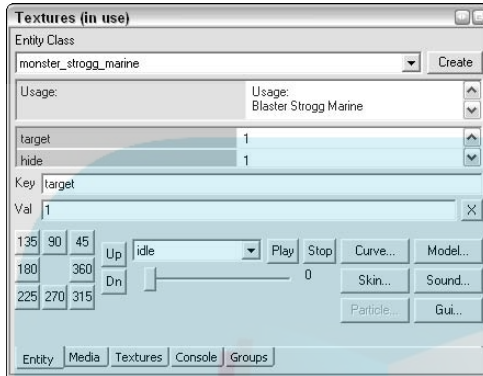 Textures (in use)
Entity Class
monster_strogg_marine Create
Usage: Usage:
Blaster Strogg Marine
target 1
hide 1
Key target
Val 1 X
135 90 45 Up idle Play Stop Curve... Model...
180 360 Dn 0 Skin... Sound...
225 270 315 Particle... Gui...
Entity Media Textures Console Groups